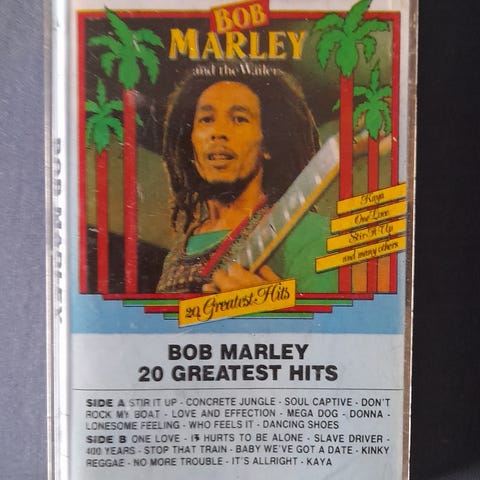 BOB
MARLEY
and the Wailers
Kaya
One Love
Stir It Up
and many others
20 Greatest Hits
BOB MARLEY
BOB MARLEY
20 GREATEST HITS
SIDE A STIR IT UP - CONCRETE JUNGLE - SOUL CAPTIVE - DON'T
ROCK MY BOAT - LOVE AND EFFECTION - MEGA DOG - DONNA -
LONESOME FEELING - WHO FEELS IT - DANCING SHOES
SIDE B ONE LOVE - IT HURTS TO BE ALONE - SLAVE DRIVER -
400 YEARS - STOP THAT TRAIN - BABY WE'VE GOT A DATE - KINKY
REGGAE - NO MORE TROUBLE - IT'S ALLRIGHT - KAYA